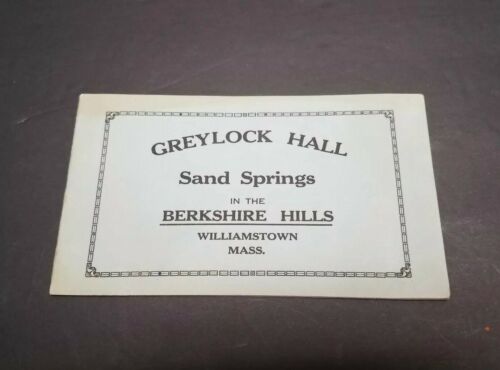 GREYLOCK HALL
Sand Springs
IN THE
BERKSHIRE HILLS
WILLIAMSTOWN
MASS.